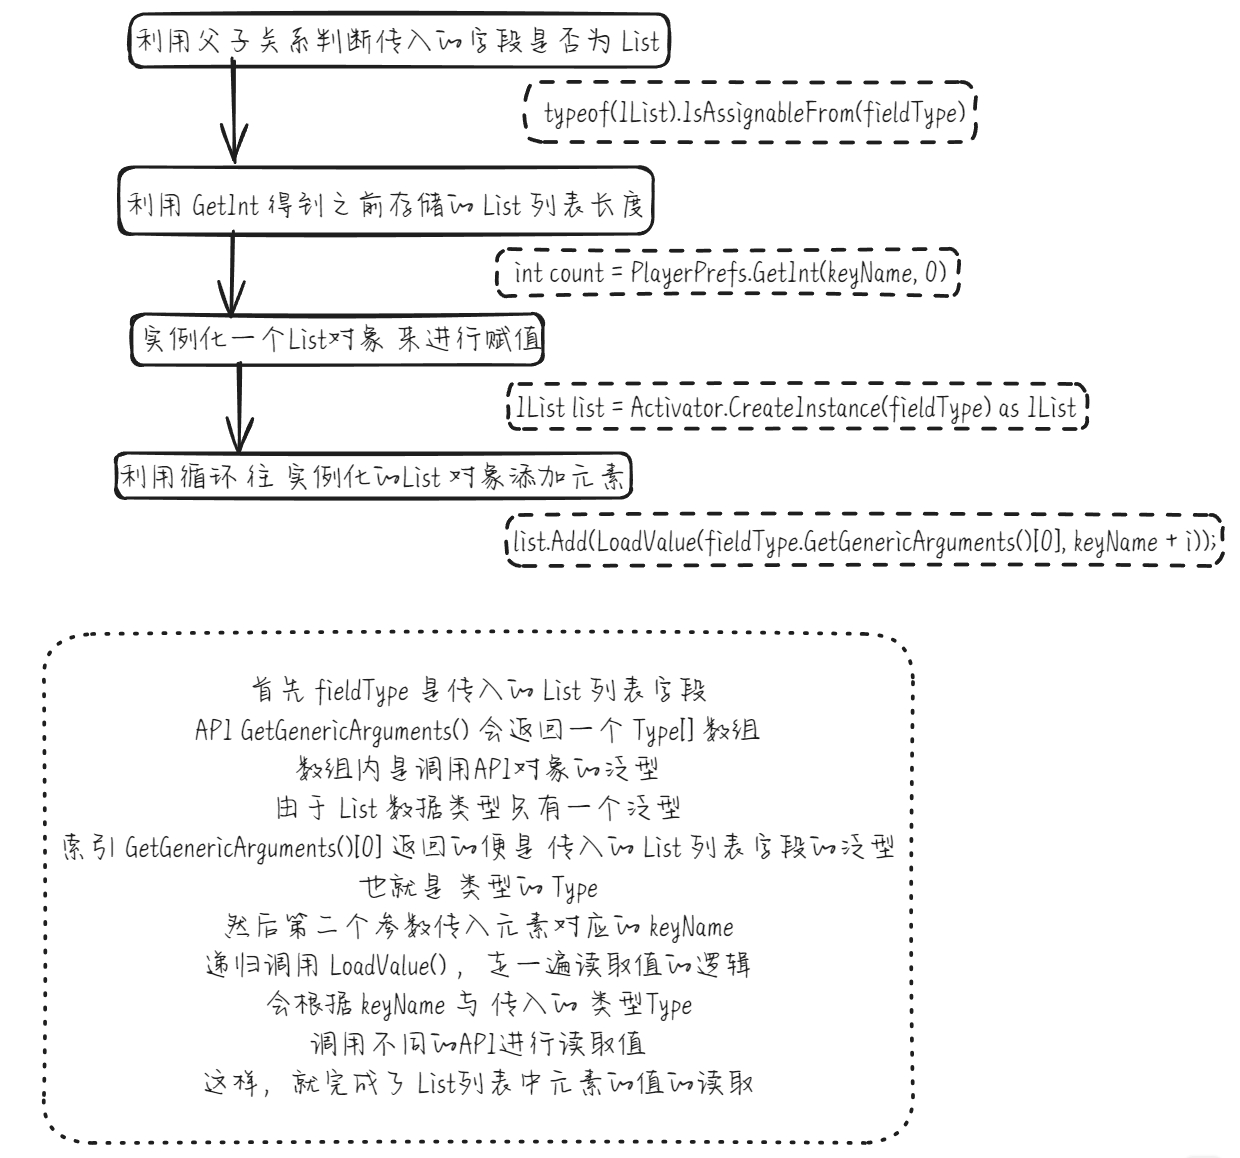 利用父子关系判断传入的字段是否为 List
typeof(IList).IsAssignableFrom(fieldType)
利用 GetInt 得到之前存储的 List 列表长度
int count = PlayerPrefs.GetInt(keyName, 0)
实例化一个List对象 来进行赋值
IList list = Activator.CreateInstance(fieldType) as IList
利用循环 往 实例化的List 对象添加元素
list.Add(LoadValue(fieldType.GetGenericArguments()[0], keyName + i));
首先 fieldType 是传入的 List 列表字段
API GetGenericArguments() 会返回一个 Type[] 数组
数组内是调用API对象的泛型
由于 List 数据类型只有一个泛型
索引 GetGenericArguments()[0] 返回的便是 传入的 List 列表字段的泛型
也就是 类型的 Type
然后第二个参数传入元素对应的 keyName
递归调用 LoadValue() ，走一遍读取值的逻辑
会根据 keyName 与 传入的 类型Type
调用不同的API进行读取值
这样，就完成了 List列表中元素的值的读取